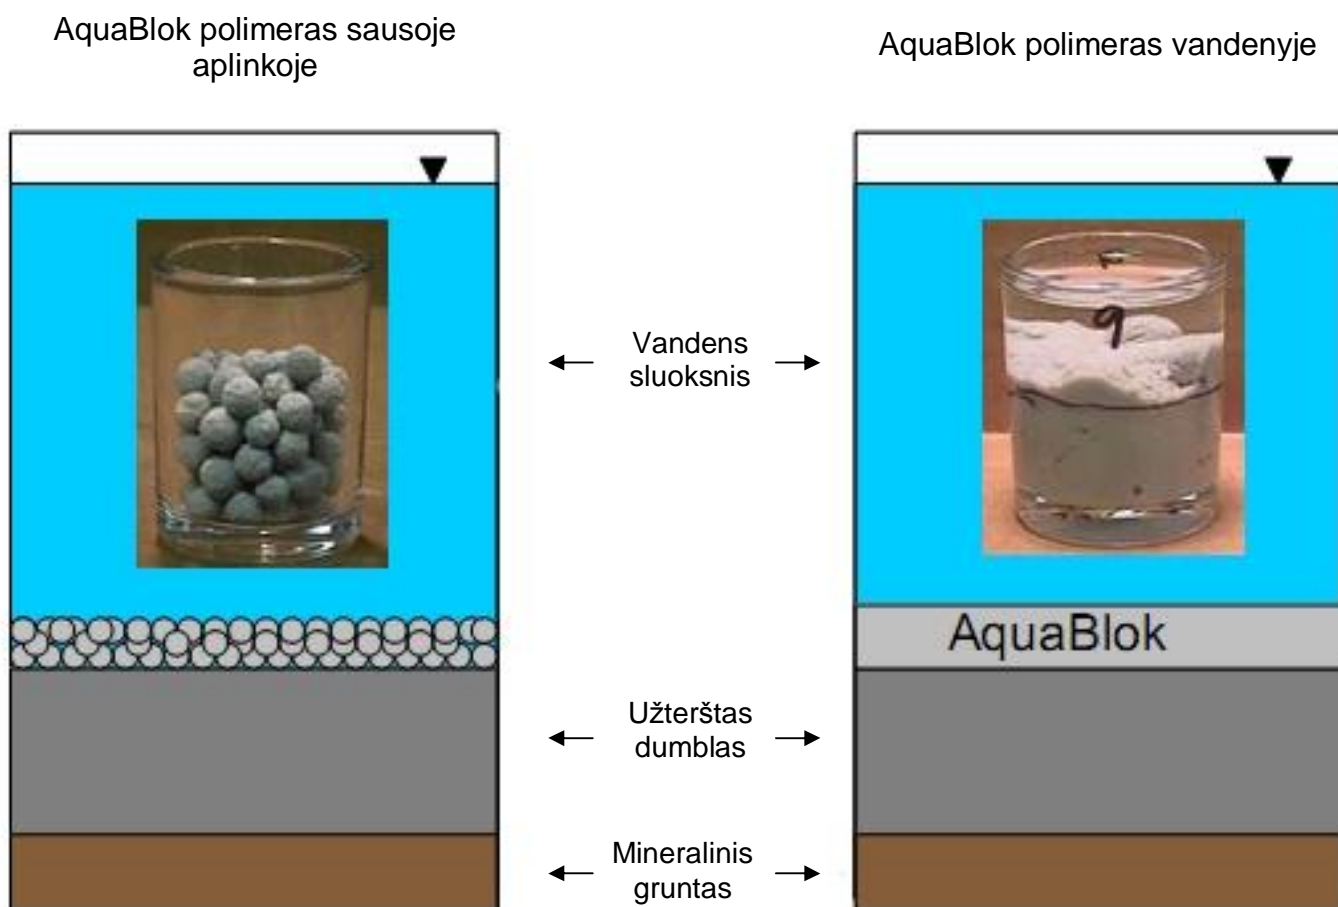 AquaBlok polimeras sausoje
aplinkoje
AquaBlok polimeras vandenyje
9
Vandens
sluoksnis
AquaBlok
Užterštas
dumblas
Mineralinis
gruntas